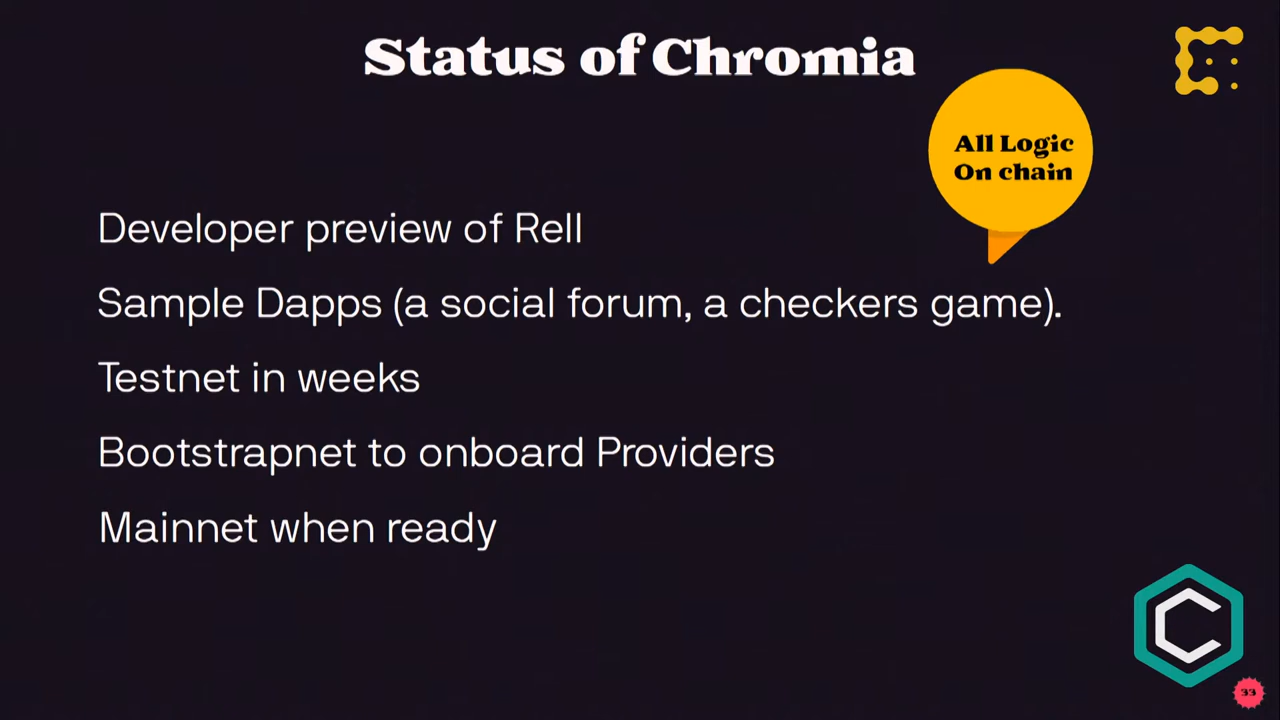 Status of Chromia
All Logic
On chain
Developer preview of Rell
Sample Dapps (a social forum, a checkers game).
Testnet in weeks
Bootstrapnet to onboard Providers
Mainnet when ready
33